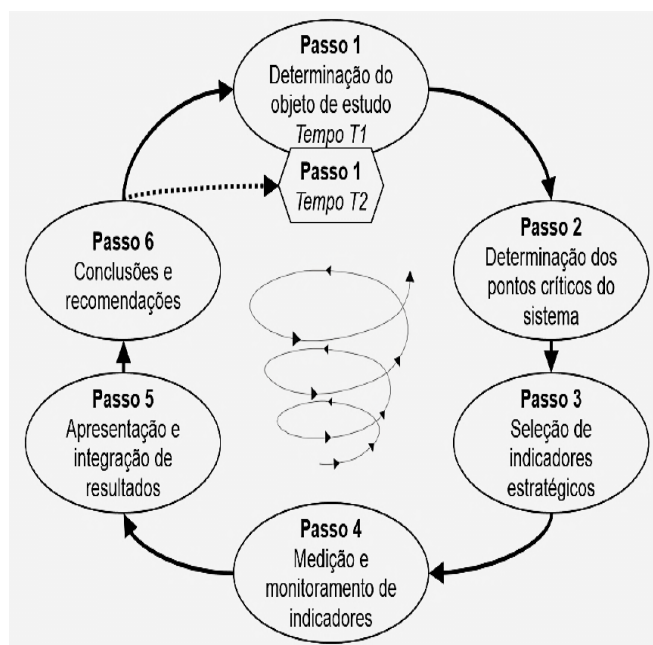 Passo 1
Determinação do
objeto de estudo
Tempo T1
Passo 1
Tempo T2
Passo 2
Determinação dos
pontos críticos do
sistema
Passo 3
Seleção de
indicadores
estratégicos
Passo 4
Medição e
monitoramento de
indicadores
Passo 5
Apresentação e
integração de
resultados
Passo 6
Conclusões e
recomendações